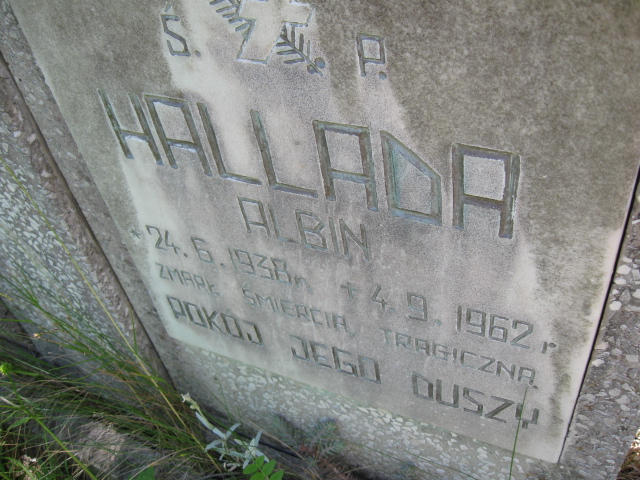 Ś. P.
HALLADA
ALBIN
* 24. 6. 1938 r. + 4. 9. 1962 r
ZMARŁ ŚMIERCIĄ TRAGICZNĄ
POKÓJ JEGO DUSZY